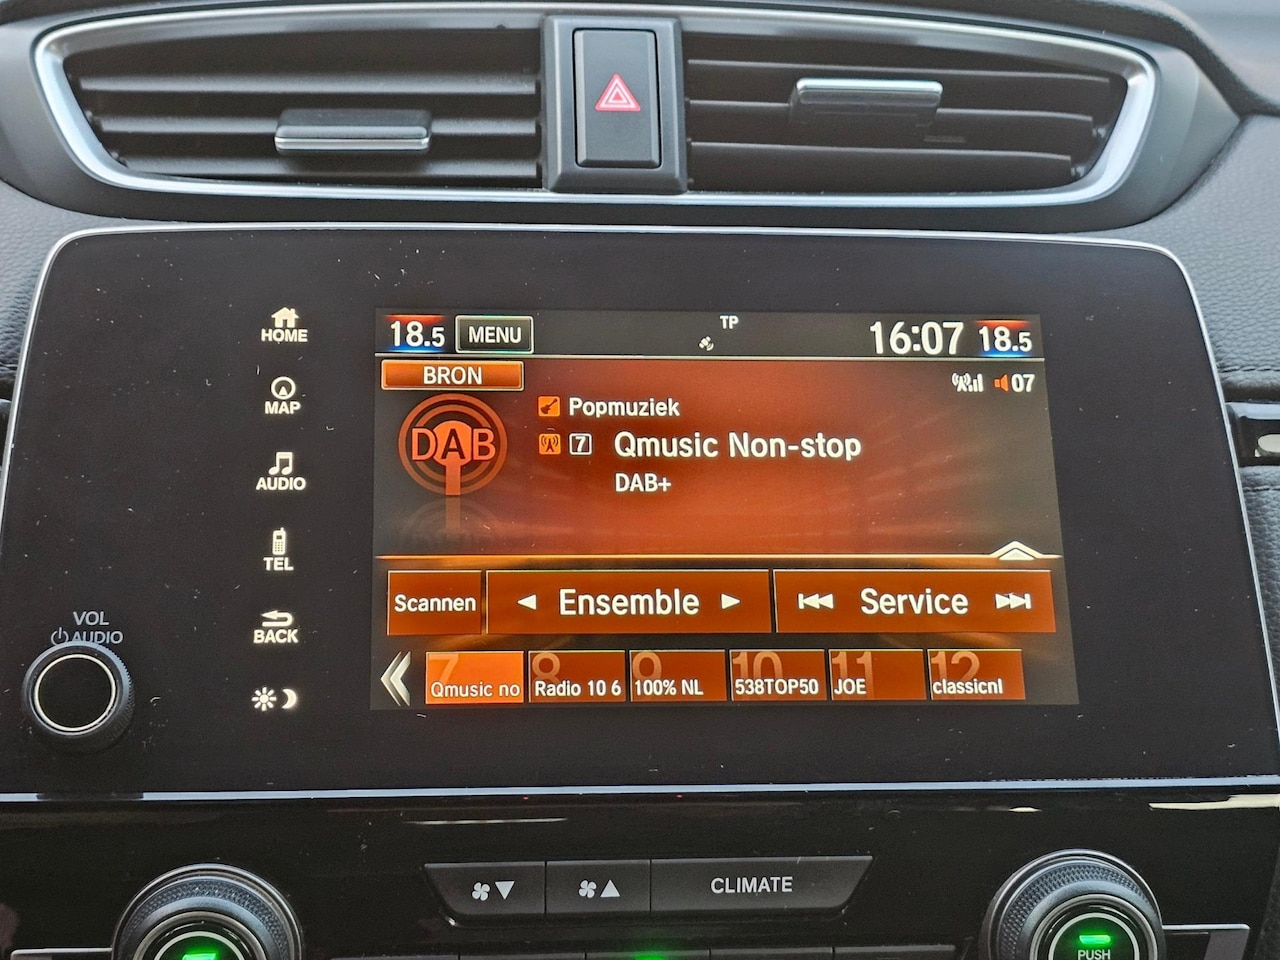 HOME
MAP
AUDIO
TEL
BACK
VOL
AUDIO
18.5 MENU TP 16:07 18.5
BRON
07
Popmuziek
DAB
7 Qmusic Non-stop
DAB+
Scannen Ensemble Service
7 8 9 10 11 12
Qmusic no Radio 10 6 100% NL 538TOP50 JOE classicnl
CLIMATE
PUSH